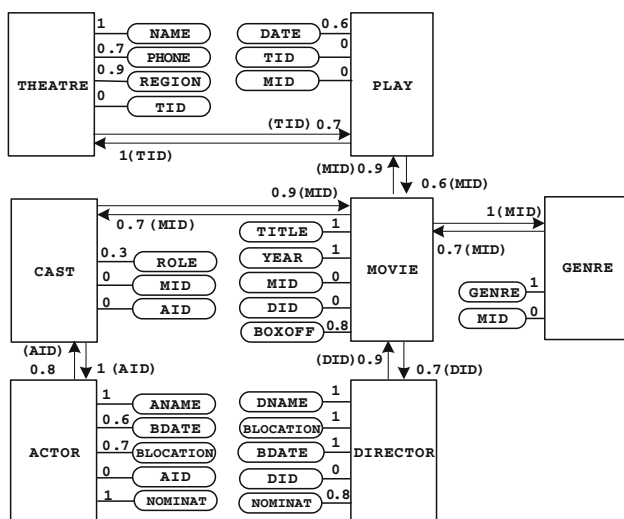 THEATRE
1 NAME
0.7 PHONE
0.9 REGION
0 TID
DATE 0.6
TID 0
MID 0
PLAY
(TID) 0.7
1(TID)
(MID)0.9
0.6(MID)
0.9(MID)
0.7 (MID)
CAST
0.3 ROLE
0 MID
0 AID
TITLE 1
YEAR 1
MID 0
DID 0
BOXOFF 0.8
MOVIE
1(MID)
0.7(MID)
GENRE
GENRE 1
MID 0
(AID)
0.8
1 (AID)
(DID)0.9
0.7(DID)
ACTOR
1 ANAME
0.6 BDATE
0.7 BLOCATION
0 AID
1 NOMINAT
DNAME 1
BLOCATION 1
BDATE 1
DID 0
NOMINAT 0.8
DIRECTOR